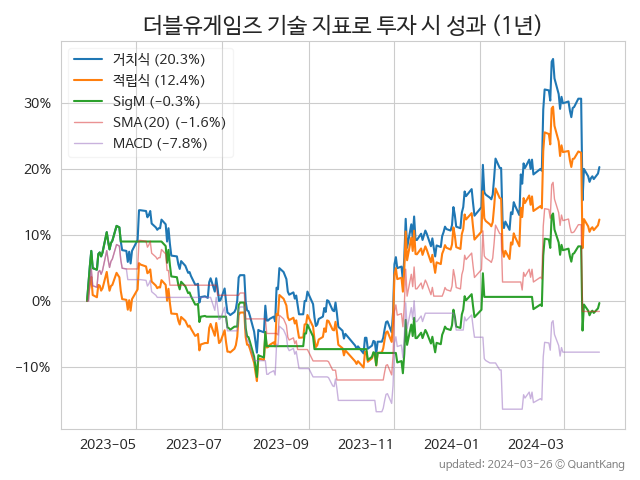 더블유게임즈 기술 지표로 투자 시 성과 (1년)
거치식 (20.3%)
적립식 (12.4%)
SigM (−0.3%)
SMA(20) (−1.6%)
MACD (−7.8%)
30%
20%
10%
0%
−10%
2023-05
2023-07
2023-09
2023-11
2024-01
2024-03
updated: 2024-03-26 © QuantKang